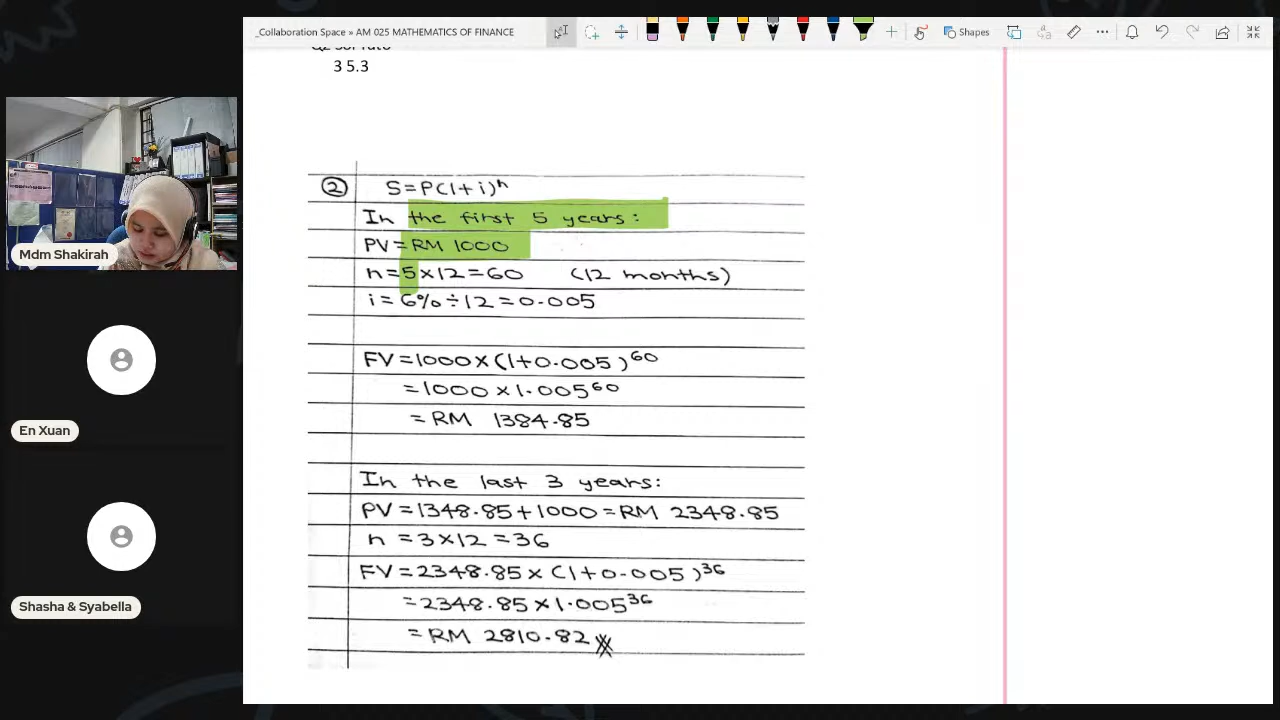 _Collaboration Space » AM 025 MATHEMATICS OF FINANCE
Shapes
3 5.3
② S=P(1+i)ⁿ
In the first 5 years:
PV=RM 1000
n=5×12=60 (12 months)
i=6%÷12=0.005
FV=1000×(1+0.005)⁶⁰
=1000×1.005⁶⁰
=RM 1384.85
In the last 3 years:
PV=1348.85+1000=RM 2348.85
n=3×12=36
FV=2348.85×(1+0.005)³⁶
=2348.85×1.005³⁶
=RM 2810.82
Mdm Shakirah
En Xuan
Shasha & Syabella